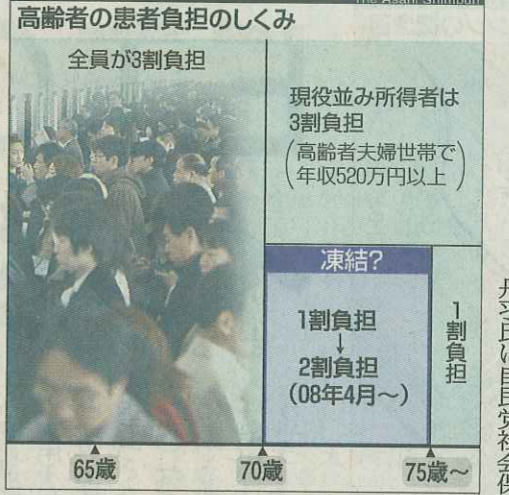 The Asahi Shimbun
高齢者の患者負担のしくみ
全員が3割負担
現役並み所得者は
3割負担
(高齢者夫婦世帯で
年収520万円以上)
凍結?
1割負担
↓
2割負担
(08年4月〜)
1割負担
65歳
70歳
75歳〜